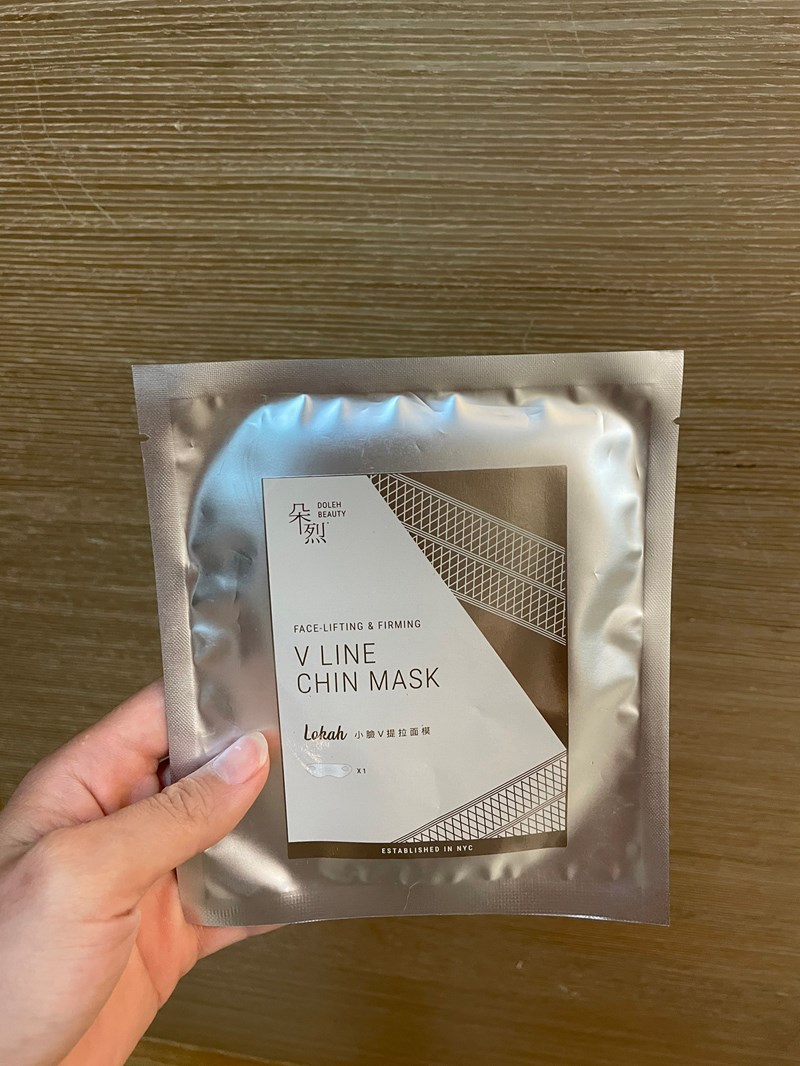 朵烈
DOLEH
BEAUTY
FACE-LIFTING & FIRMING
V LINE
CHIN MASK
Lokah 小臉V提拉面模
X1
ESTABLISHED IN NYC